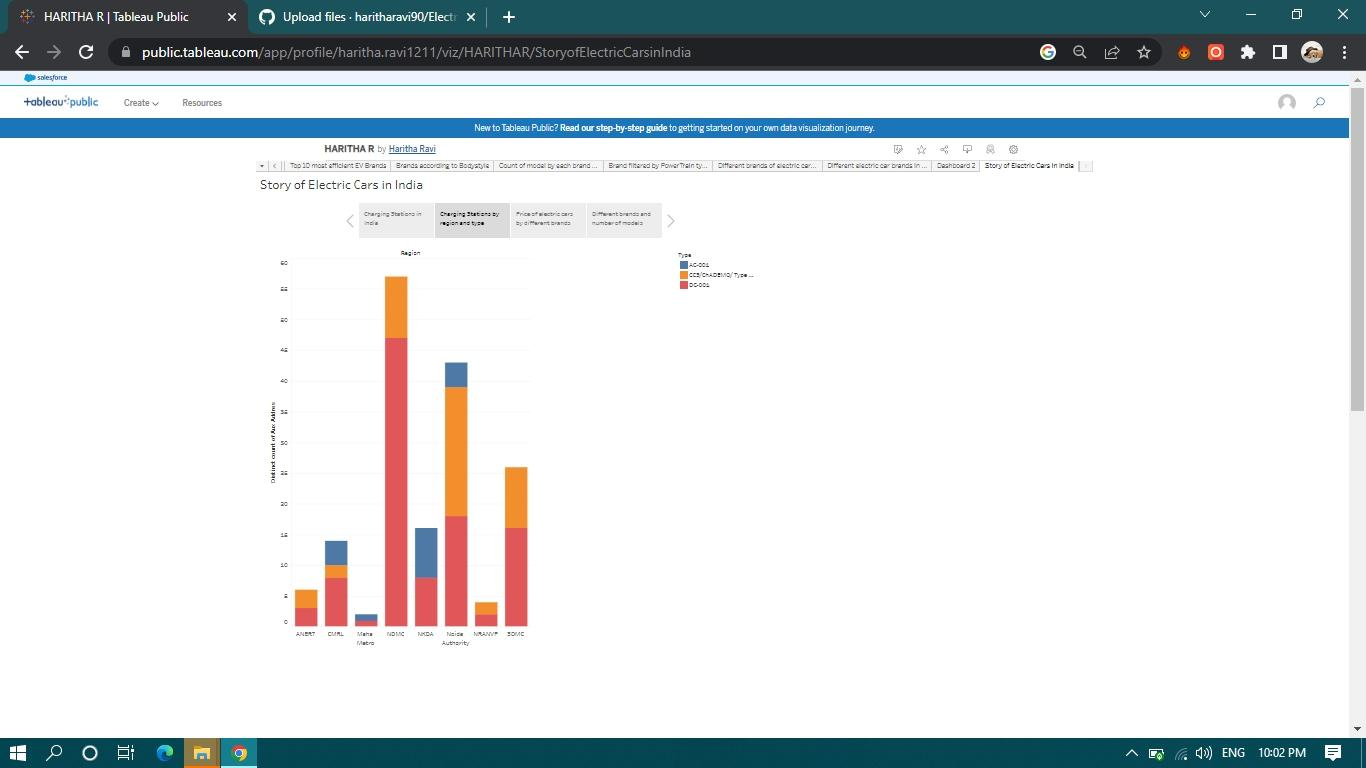 HARITHA R | Tableau Public
Upload files · haritharavi90/Electr
public.tableau.com/app/profile/haritha.ravi1211/viz/HARITHAR/StoryofElectricCarsinIndia
salesforce
+ableau public
Create
Resources
New to Tableau Public? Read our step-by-step guide to getting started on your own data visualization journey.
HARITHA R by Haritha Ravi
Top 10 most efficient EV Brands
Brands according to Bodystyle
Count of model by each brand ...
Brand filtered by PowerTrain ty...
Different brands of electric car...
Different electric car brands in ...
Dashboard 2
Story of Electric Cars in India
Story of Electric Cars in India
Charging Stations in
India
Charging Stations by
region and type
Price of electric cars
by different brands
Different brands and
number of models
Region
Type
AC-001
CCS/CHADEMO/ Type ...
DC-001
60
55
50
45
40
35
30
25
20
15
10
5
0
Distinct count of Aux Addres
ANERT
CMRL
Maha
Metro
NDMC
NKDA
Noida
Authority
NRANVP
SDMC
ENG
10:02 PM